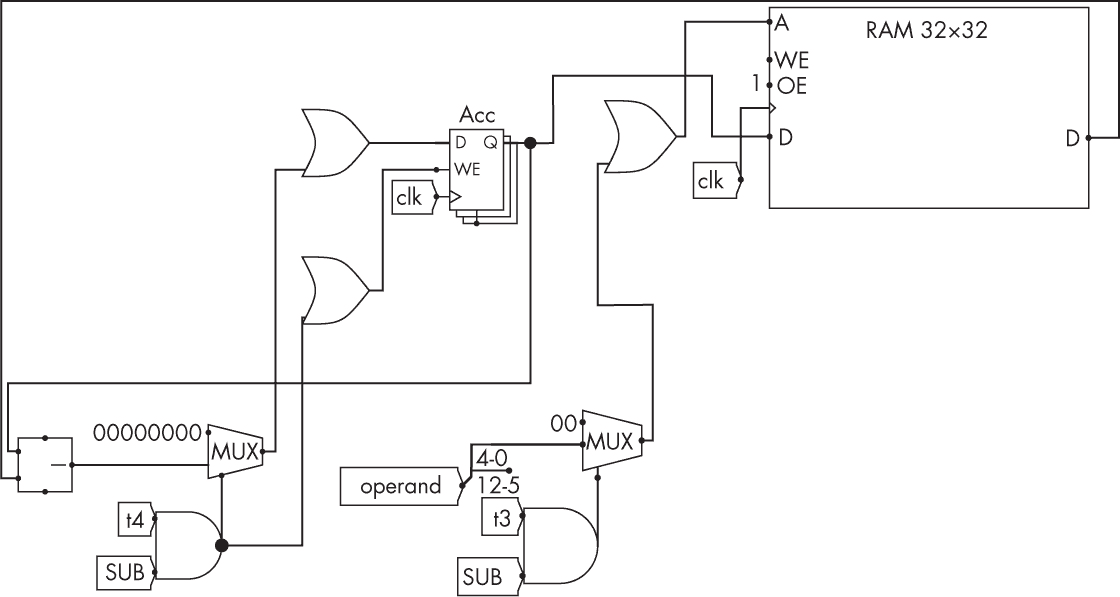 A
RAM 32×32
WE
1 OE
D
D
clk
Acc
D Q
WE
clk
00000000
MUX
—
t4
SUB
00
MUX
4-0
operand
12-5
t3
SUB